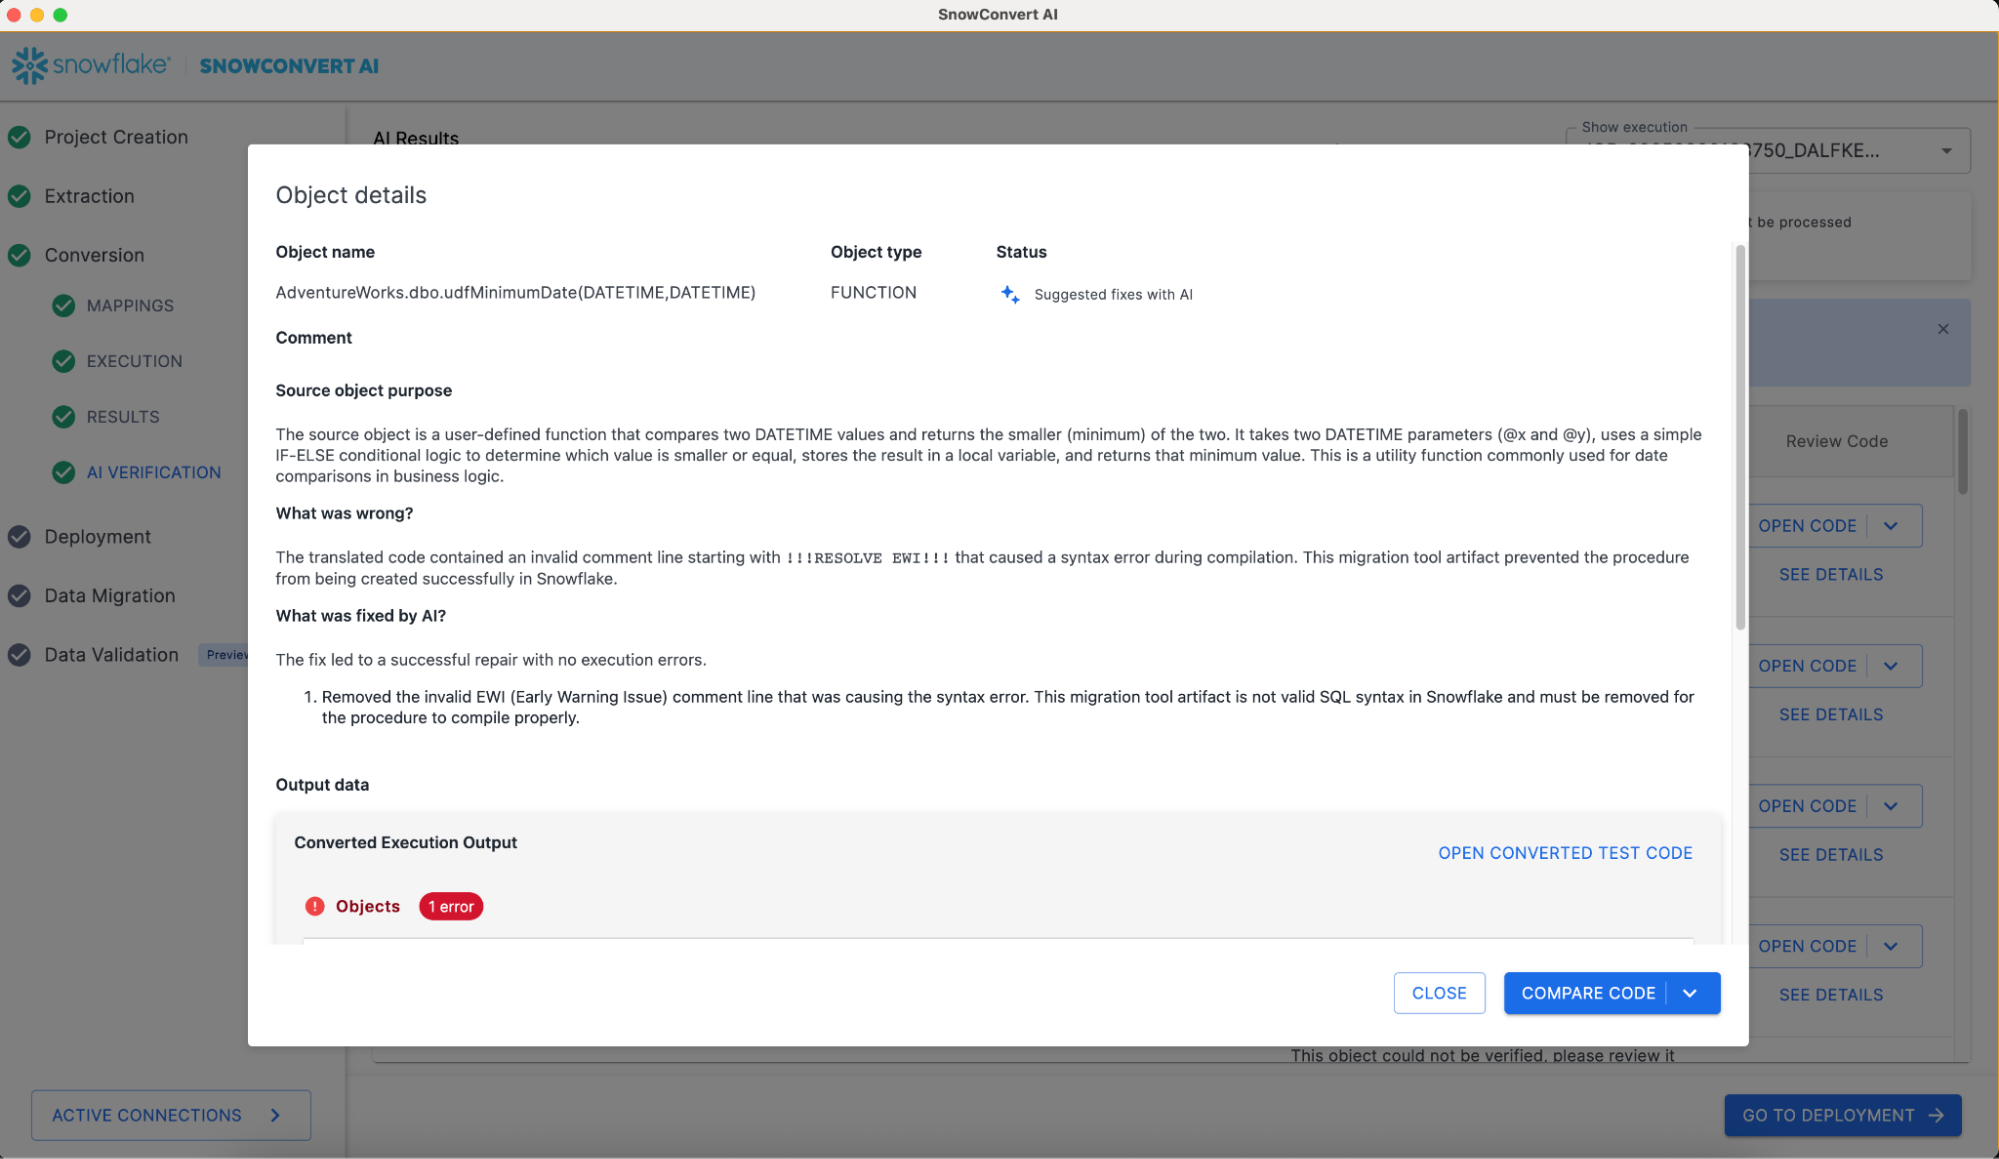 SnowConvert AI
snowflake®
SNOWCONVERT AI
Project Creation
Extraction
Conversion
MAPPINGS
EXECUTION
RESULTS
AI VERIFICATION
Deployment
Data Migration
Data Validation
Preview
ACTIVE CONNECTIONS
AI Results
Show execution
750_DALFKE...
t be processed
Review Code
OPEN CODE
SEE DETAILS
OPEN CODE
SEE DETAILS
OPEN CODE
SEE DETAILS
OPEN CODE
SEE DETAILS
Object details
Object name
Object type
Status
AdventureWorks.dbo.udfMinimumDate(DATETIME,DATETIME)
FUNCTION
Suggested fixes with AI
Comment
Source object purpose
The source object is a user-defined function that compares two DATETIME values and returns the smaller (minimum) of the two. It takes two DATETIME parameters (@x and @y), uses a simple
IF-ELSE conditional logic to determine which value is smaller or equal, stores the result in a local variable, and returns that minimum value. This is a utility function commonly used for date
comparisons in business logic.
What was wrong?
The translated code contained an invalid comment line starting with !!!RESOLVE EWI!!! that caused a syntax error during compilation. This migration tool artifact prevented the procedure
from being created successfully in Snowflake.
What was fixed by AI?
The fix led to a successful repair with no execution errors.
1. Removed the invalid EWI (Early Warning Issue) comment line that was causing the syntax error. This migration tool artifact is not valid SQL syntax in Snowflake and must be removed for
the procedure to compile properly.
Output data
Converted Execution Output
OPEN CONVERTED TEST CODE
! Objects
1 error
CLOSE
COMPARE CODE
This object could not be verified, please review it
GO TO DEPLOYMENT